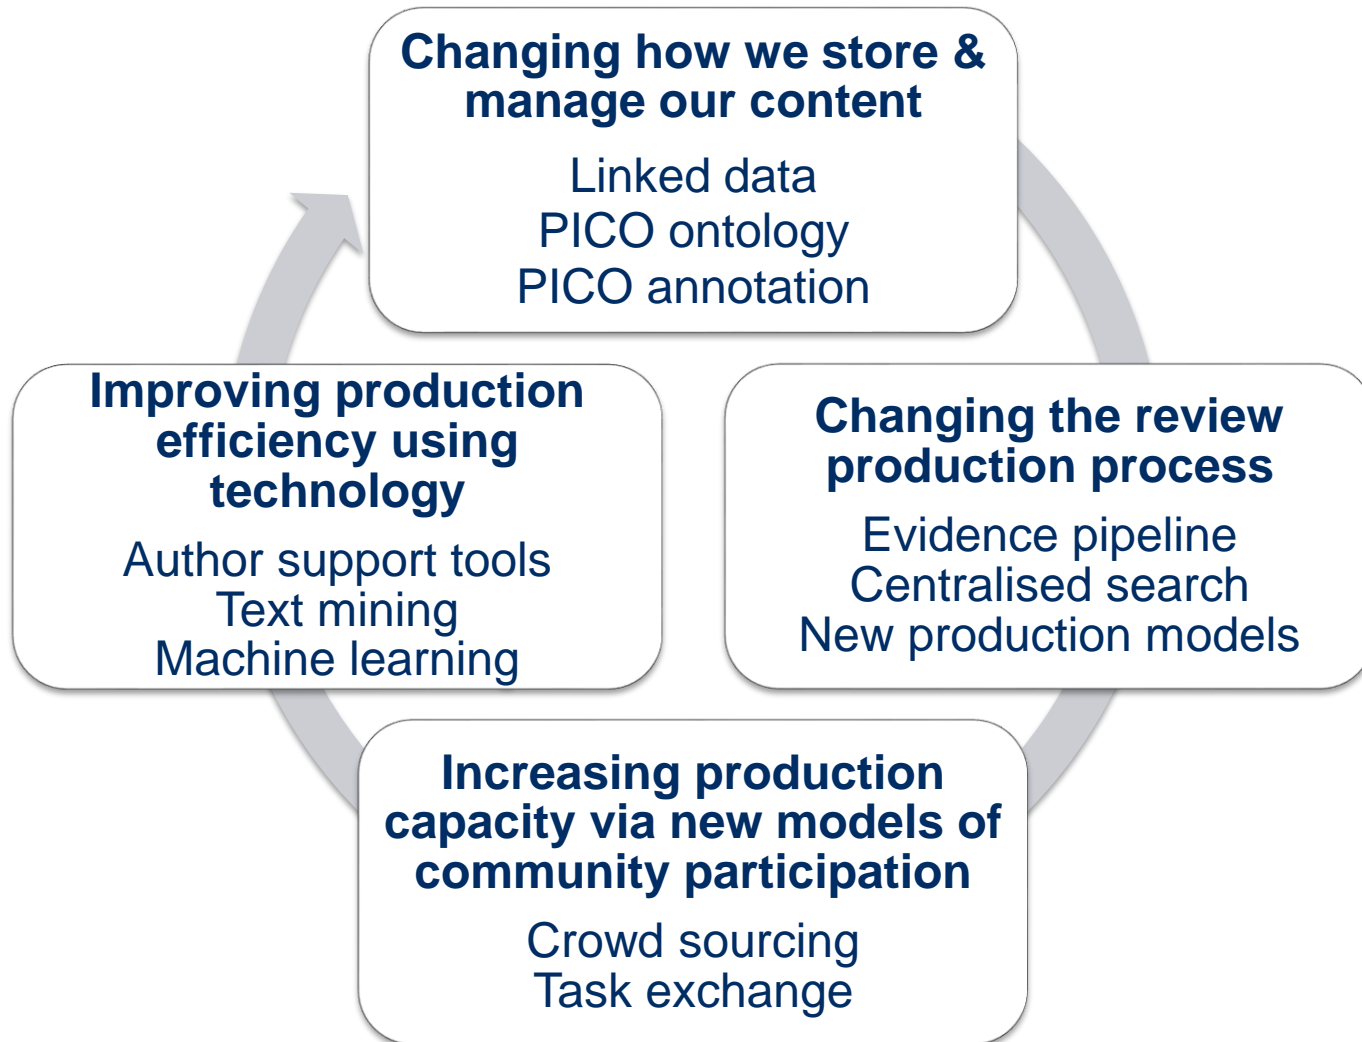 Changing how we store &
manage our content
Linked data
PICO ontology
PICO annotation
Changing the review
production process
Evidence pipeline
Centralised search
New production models
Increasing production
capacity via new models of
community participation
Crowd sourcing
Task exchange
Improving production
efficiency using
technology
Author support tools
Text mining
Machine learning